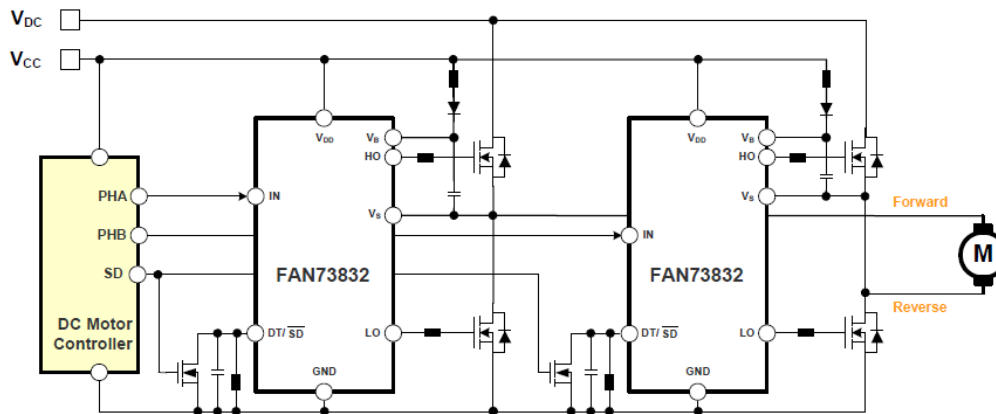 VDC
VCC
VDD
VB
HO
VDD
VB
HO
PHA
IN
VS
VS
Forward
PHB
IN
SD
FAN73832
FAN73832
M
Reverse
DC Motor
Controller
DT/ SD
LO
DT/ SD
LO
GND
GND